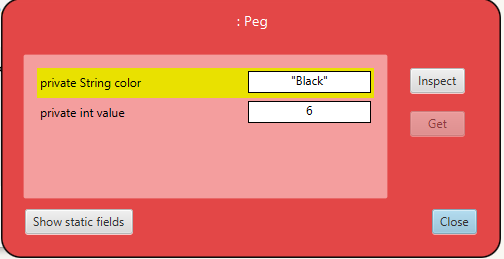 : Peg
private String color "Black" Inspect
private int value 6 Get
Show static fields Close